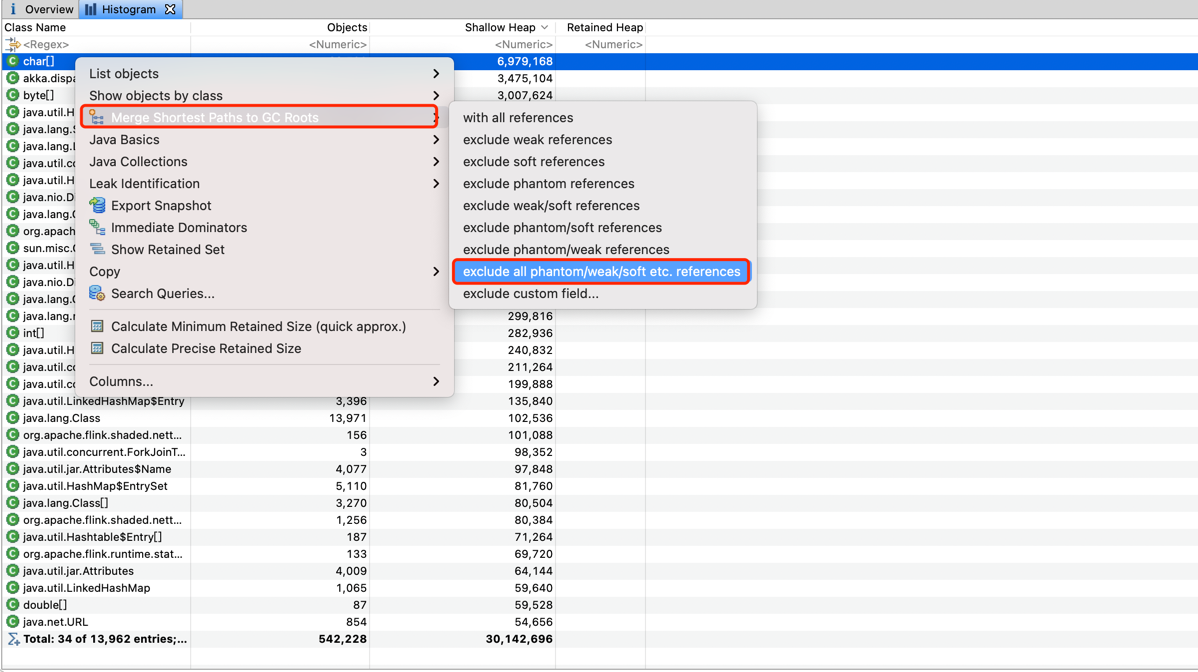 i Overview Histogram
Class Name Objects Shallow Heap Retained Heap
<Regex> <Numeric> <Numeric> <Numeric>
char[] 6,979,168
akka.dispa 3,475,104
byte[] 3,007,624
java.util.H
java.lang.S
java.lang.
java.util.co
java.util.H
java.nio.D
java.lang.
org.apach
sun.misc.
java.util.H
java.nio.D
java.lang.
java.lang.r 299,816
int[] 282,936
java.util.H 240,832
java.util.co 211,264
java.util.co 199,888
java.util.LinkedHashMap$Entry 3,396 135,840
java.lang.Class 13,971 102,536
org.apache.flink.shaded.nett... 156 101,088
java.util.concurrent.ForkJoinT... 3 98,352
java.util.jar.Attributes$Name 4,077 97,848
java.util.HashMap$EntrySet 5,110 81,760
java.lang.Class[] 3,270 80,504
org.apache.flink.shaded.nett... 1,256 80,384
java.util.Hashtable$Entry[] 187 71,264
org.apache.flink.runtime.stat... 133 69,720
java.util.jar.Attributes 4,009 64,144
java.util.LinkedHashMap 1,065 59,640
double[] 87 59,528
java.net.URL 854 54,656
Total: 34 of 13,962 entries;... 542,228 30,142,696
List objects
Show objects by class
Merge Shortest Paths to GC Roots
Java Basics
Java Collections
Leak Identification
Export Snapshot
Immediate Dominators
Show Retained Set
Copy
Search Queries...
Calculate Minimum Retained Size (quick approx.)
Calculate Precise Retained Size
Columns...
with all references
exclude weak references
exclude soft references
exclude phantom references
exclude weak/soft references
exclude phantom/soft references
exclude phantom/weak references
exclude all phantom/weak/soft etc. references
exclude custom field...